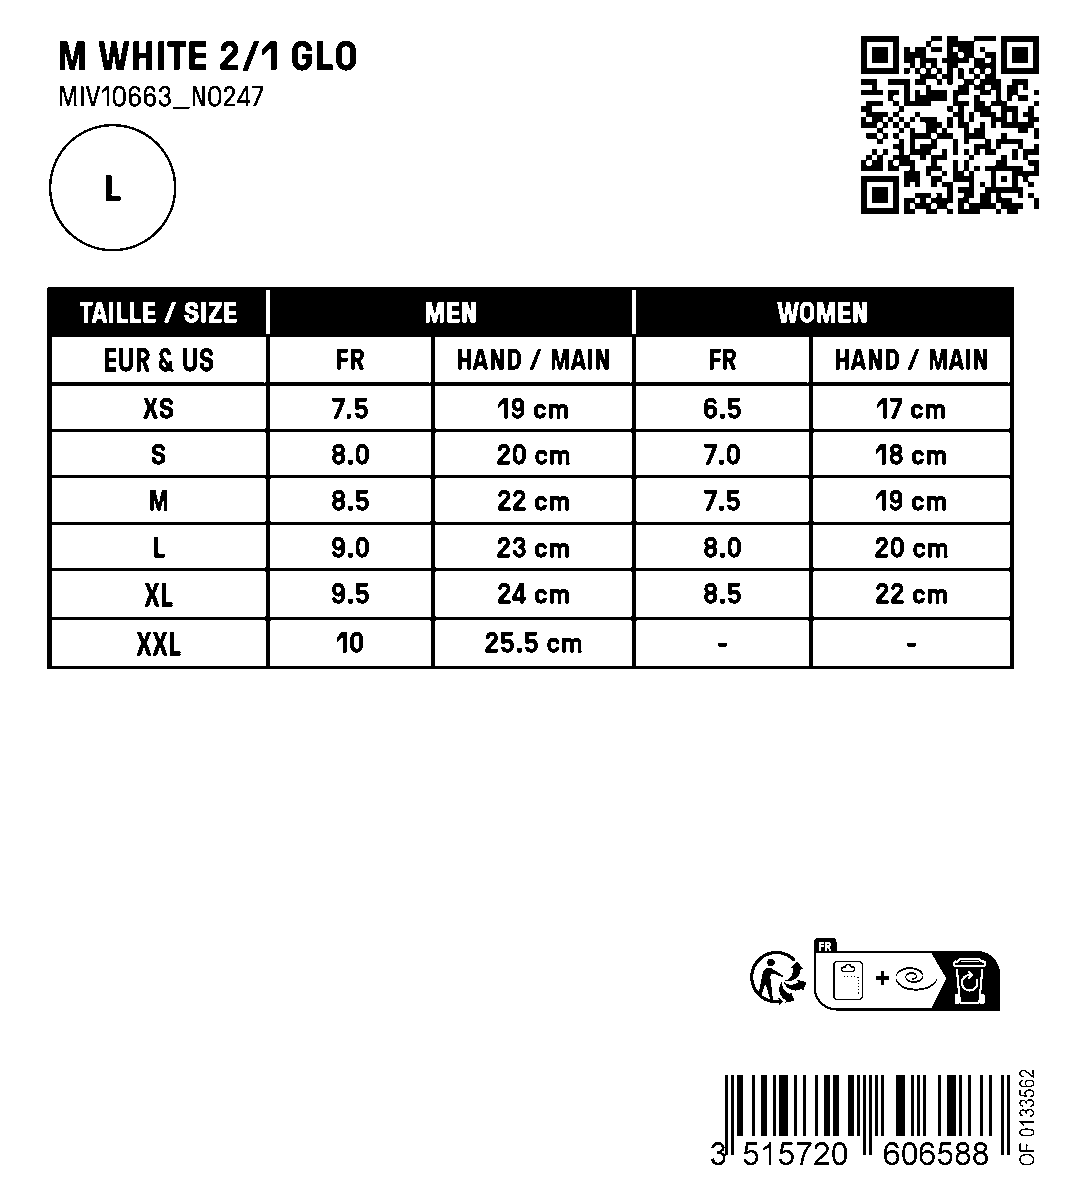 M WHITE 2/1 GLO
MIV10663_N0247
L
TAILLE / SIZE MEN WOMEN
EUR & US FR HAND / MAIN FR HAND / MAIN
XS 7.5 19 cm 6.5 17 cm
S 8.0 20 cm 7.0 18 cm
M 8.5 22 cm 7.5 19 cm
L 9.0 23 cm 8.0 20 cm
XL 9.5 24 cm 8.5 22 cm
XXL 10 25.5 cm - -
FR
+
3 515720 606588
OF 0133562